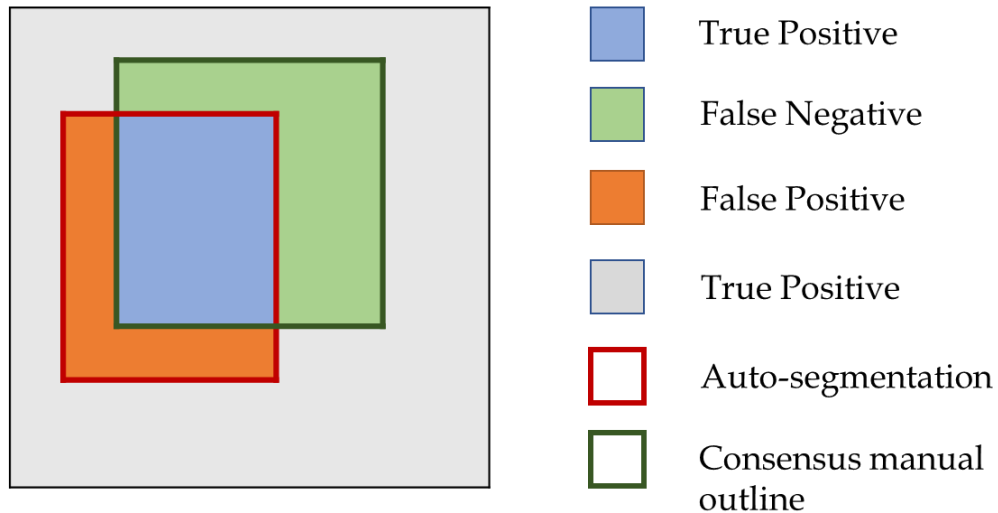 True Positive
False Negative
False Positive
True Positive
Auto-segmentation
Consensus manual
outline